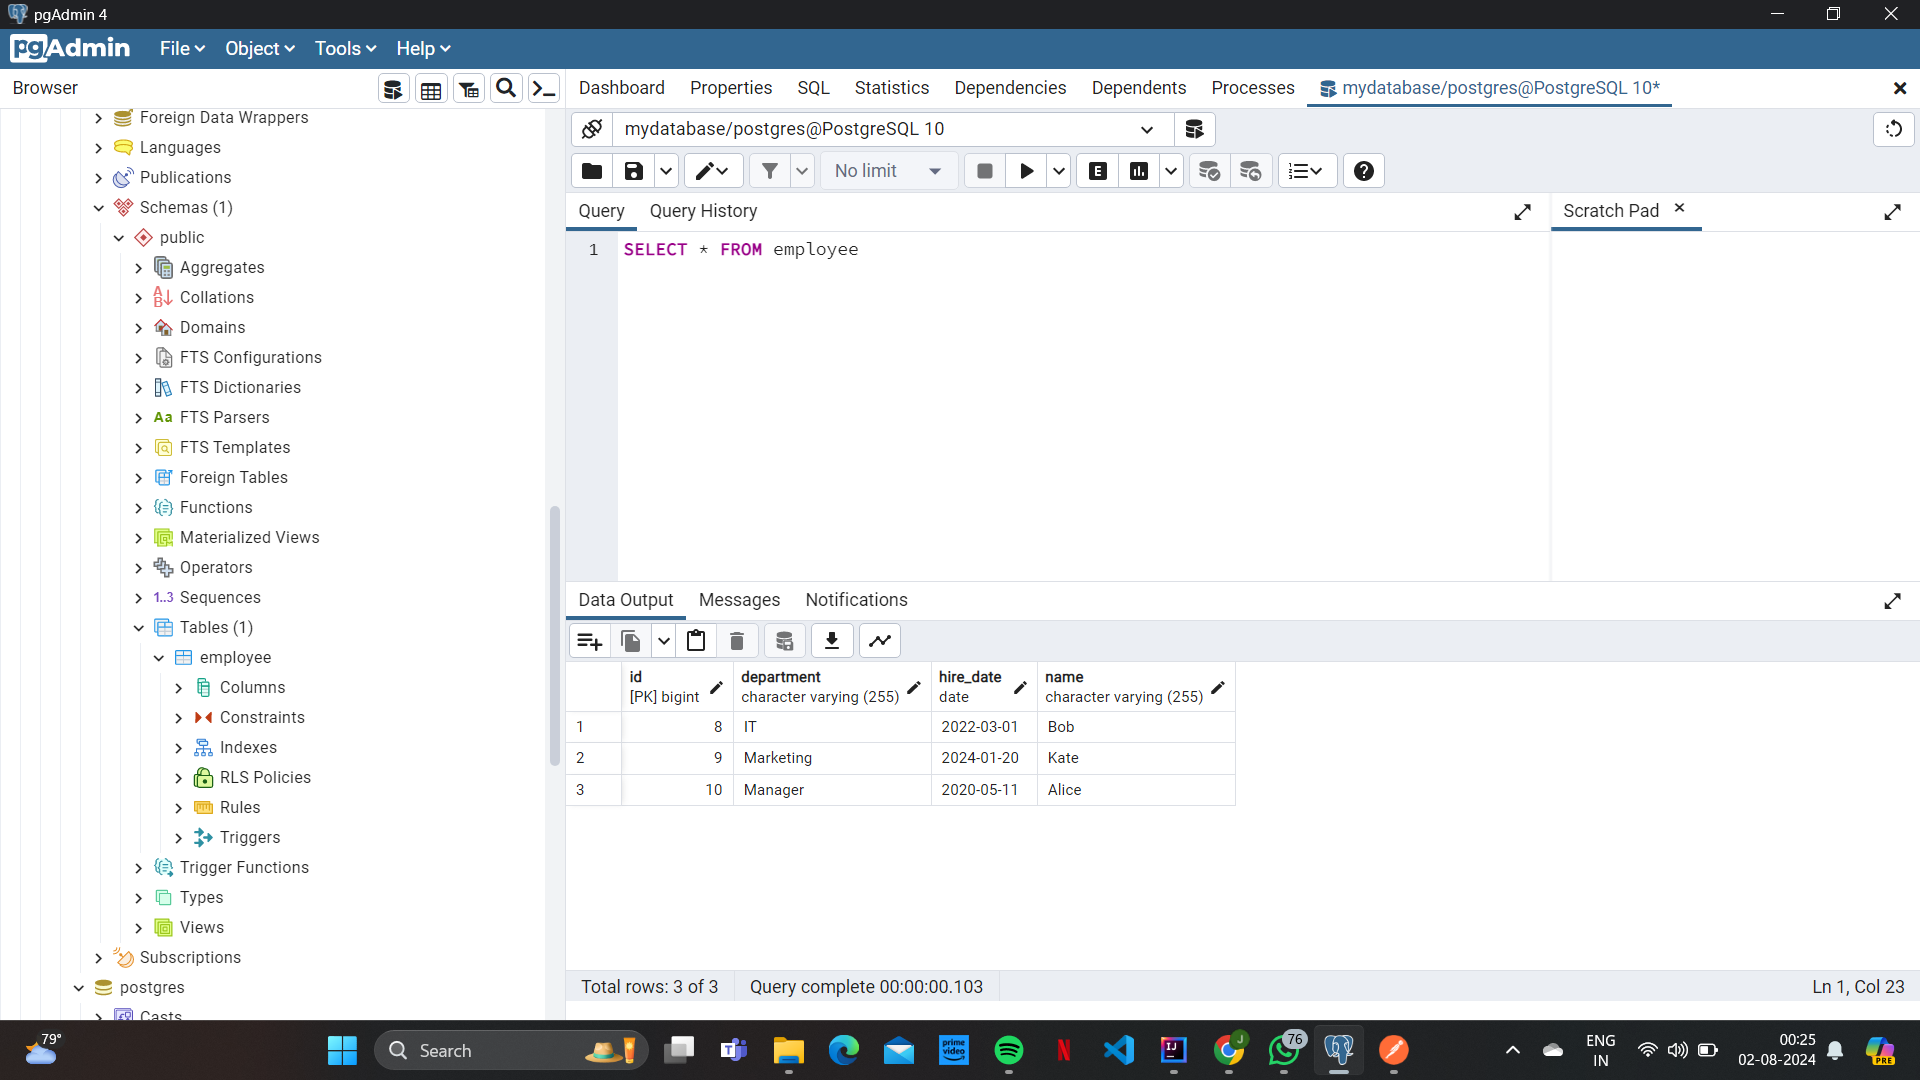 pgAdmin 4
pgAdmin File Object Tools Help
Browser
Dashboard Properties SQL Statistics Dependencies Dependents Processes mydatabase/postgres@PostgreSQL 10*
Foreign Data Wrappers
Languages
Publications
Schemas (1)
public
Aggregates
Collations
Domains
FTS Configurations
FTS Dictionaries
Aa FTS Parsers
FTS Templates
Foreign Tables
Functions
Materialized Views
Operators
1..3 Sequences
Tables (1)
employee
Columns
Constraints
Indexes
RLS Policies
Rules
Triggers
Trigger Functions
Types
Views
Subscriptions
postgres
Casts
mydatabase/postgres@PostgreSQL 10
No limit
E
Query Query History
Scratch Pad
1 SELECT * FROM employee
Data Output Messages Notifications
id department hire_date name
[PK] bigint character varying (255) date character varying (255)
1 8 IT 2022-03-01 Bob
2 9 Marketing 2024-01-20 Kate
3 10 Manager 2020-05-11 Alice
Total rows: 3 of 3 Query complete 00:00:00.103 Ln 1, Col 23
79°
Search
prime video
N
IJ
J
76
ENG
IN
00:25
02-08-2024
PRE